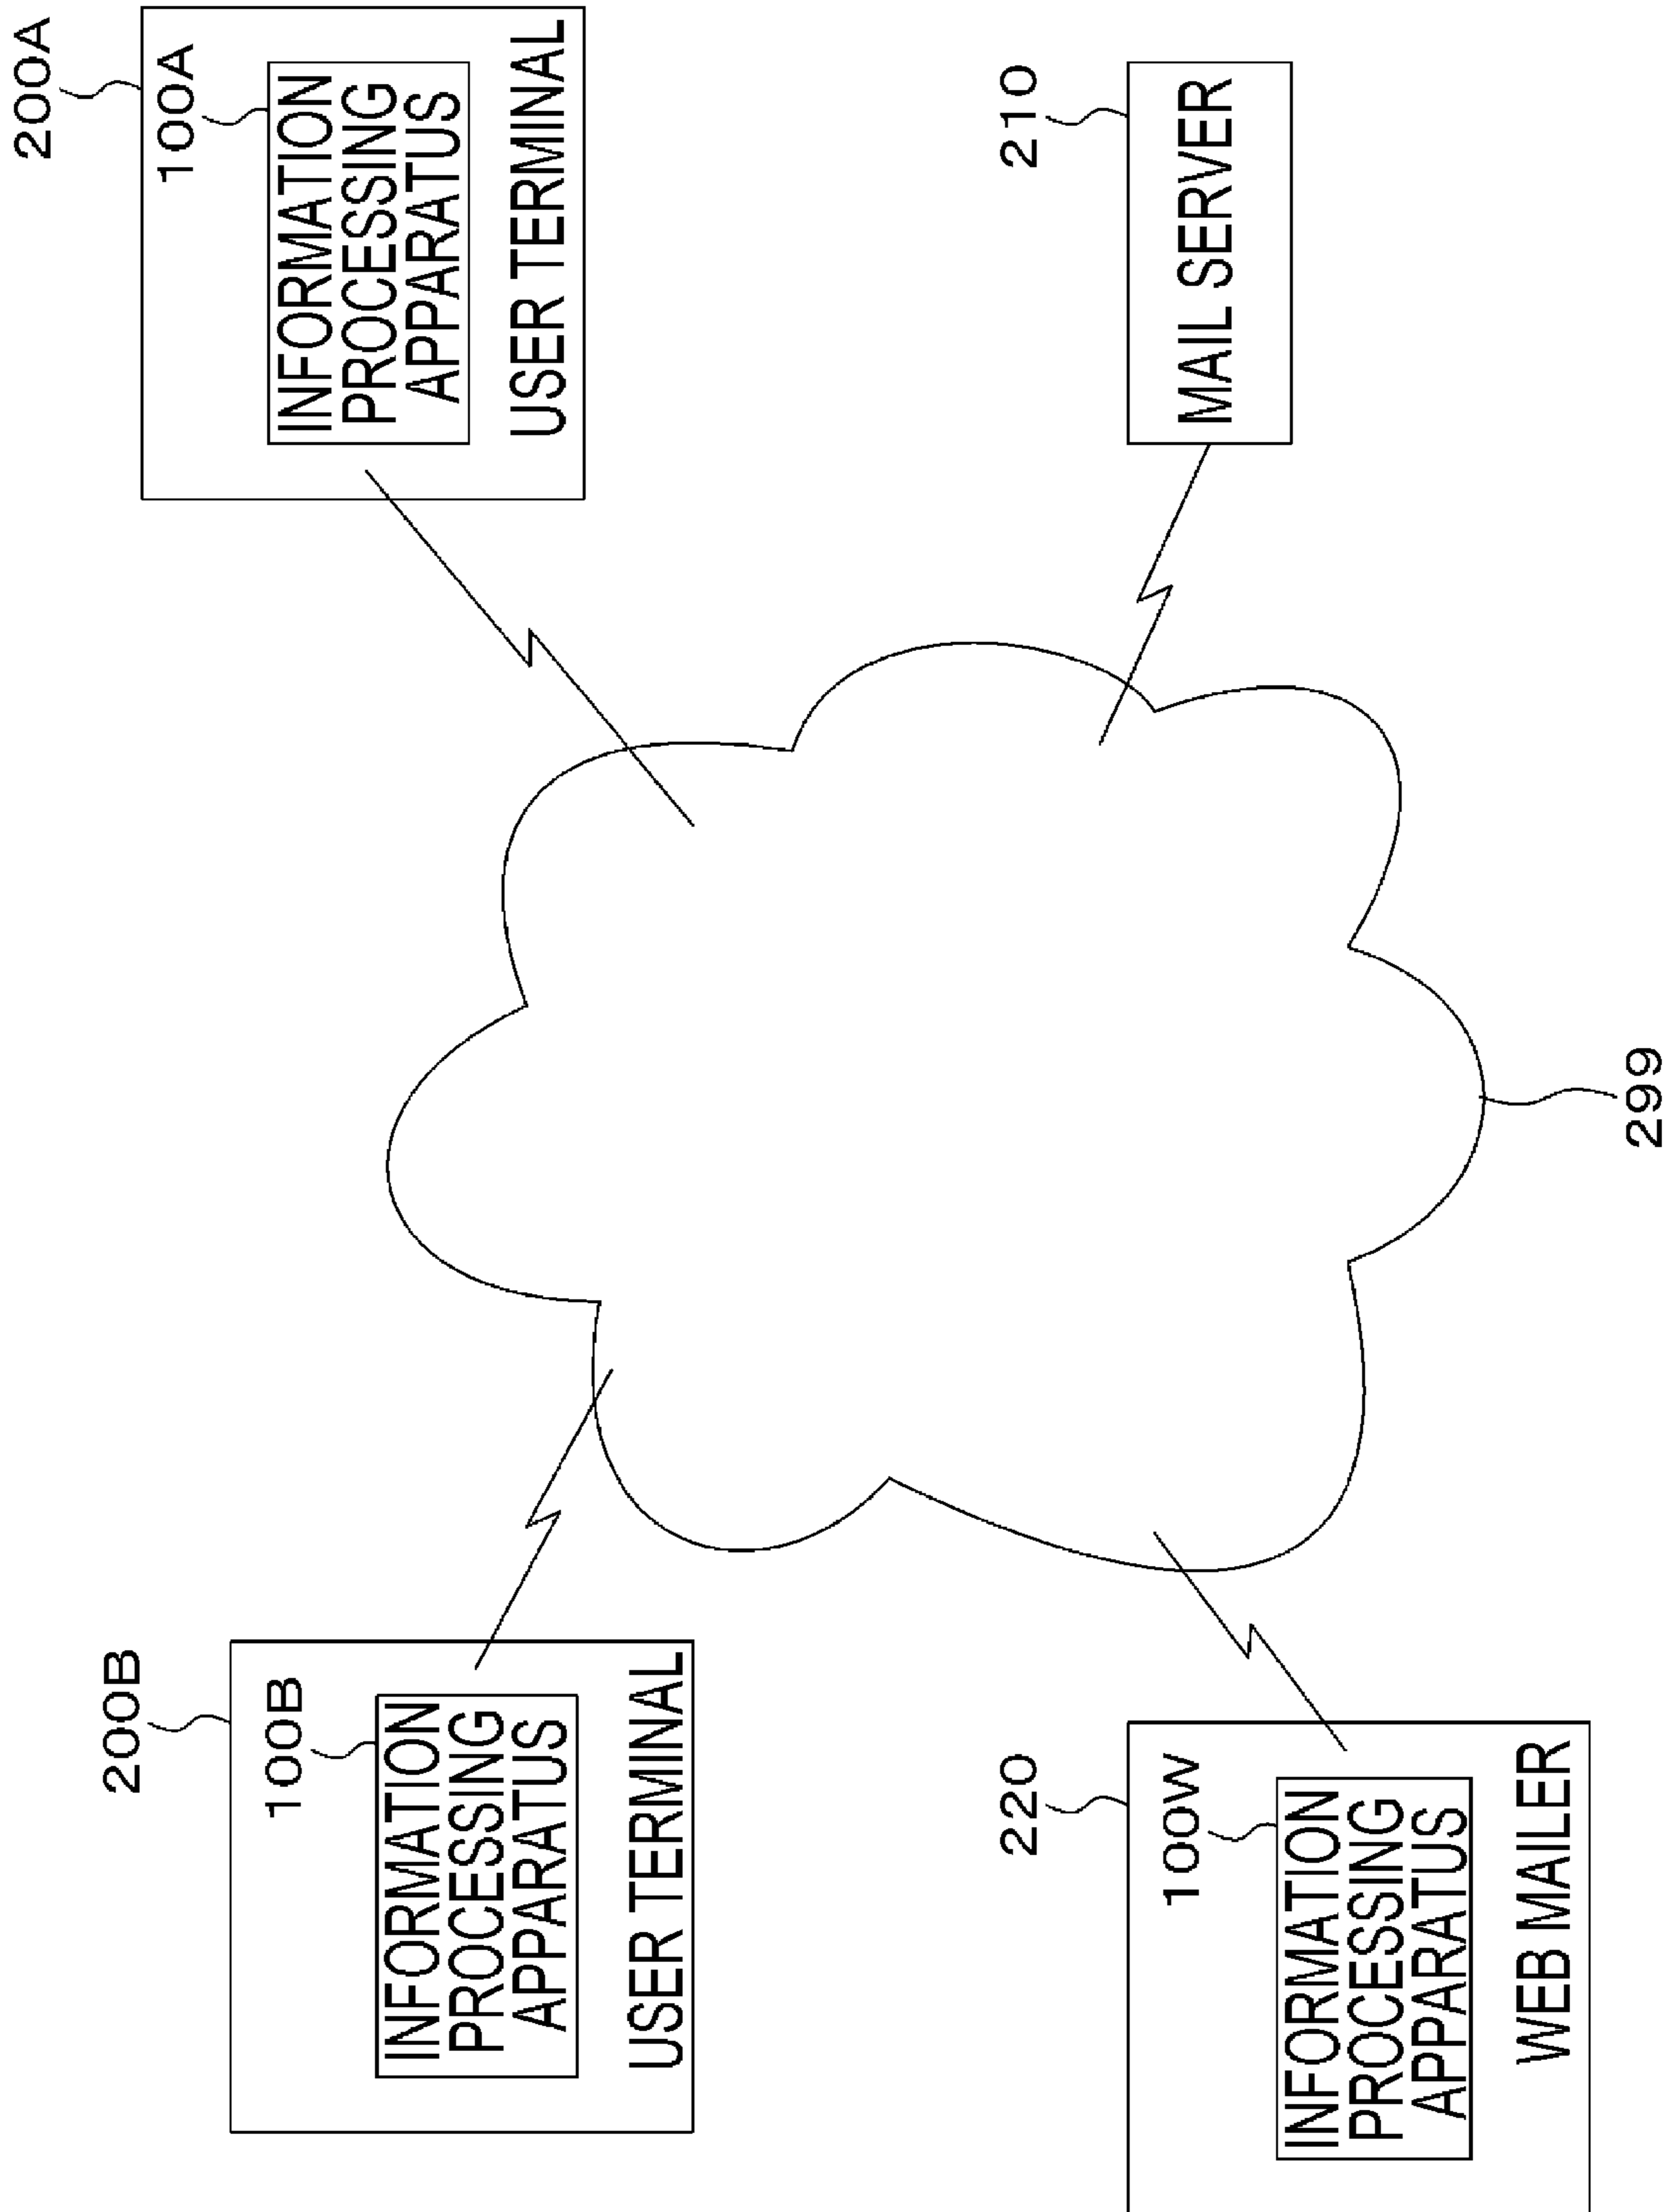 200B
100B
INFORMATION
PROCESSING
APPARATUS
USER TERMINAL
200A
100A
INFORMATION
PROCESSING
APPARATUS
USER TERMINAL
220
100W
INFORMATION
PROCESSING
APPARATUS
WEB MAILER
210
MAIL SERVER
299